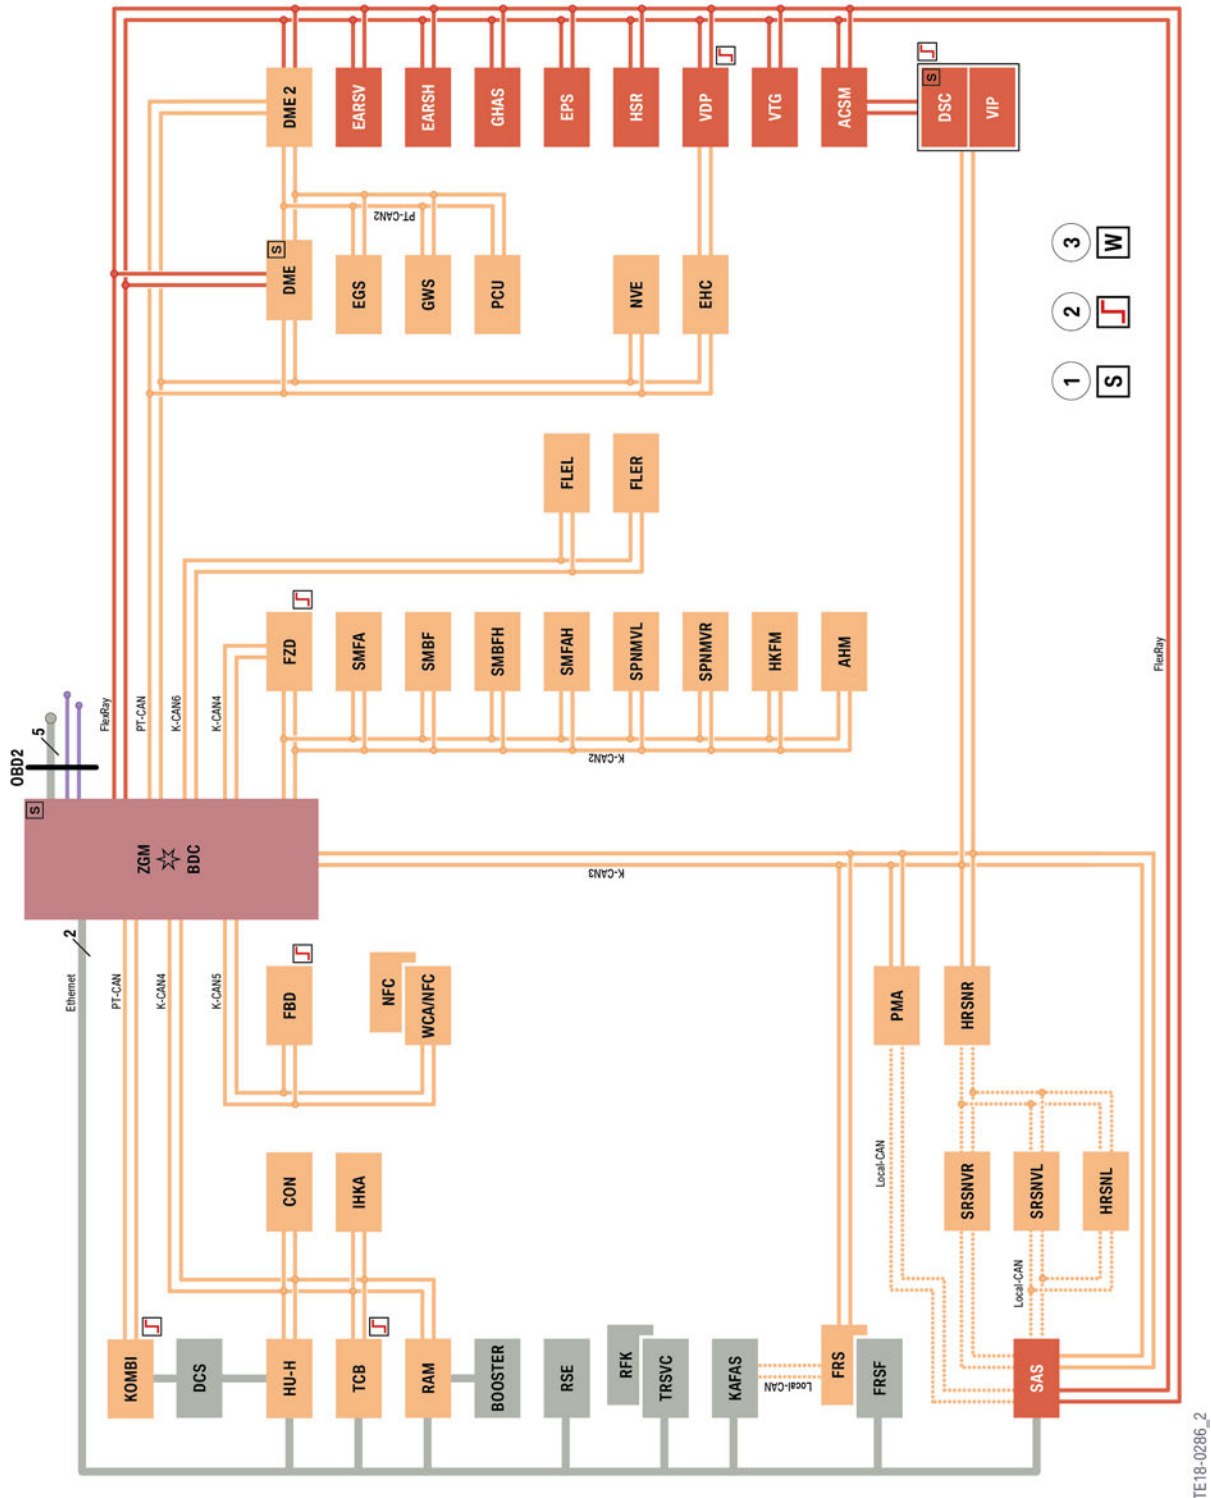 OBD2
5
S
ZGM
BDC
2
Ethernet
PT-CAN
K-CAN4
K-CAN5
FlexRay
PT-CAN
K-CAN6
K-CAN4
K-CAN2
K-CAN3
KOMBI
DCS
HU-H
TCB
RAM
BOOSTER
RSE
RFK
TRSVC
KAFAS
Local-CAN
FRS
FRSF
SAS
CON
IHKA
FBD
NFC
WCA/NFC
PMA
HRSNR
Local-CAN
SRSNVR
SRSNVL
HRSNL
Local-CAN
FZD
SMFA
SMBF
SMBFH
SMFAH
SPNMVL
SPNMVR
HKFM
AHM
FLEL
FLER
DME
S
EGS
GWS
PCU
PT-CAN2
NVE
EHC
DME 2
EARSV
EARSH
GHAS
EPS
HSR
VDP
VTG
ACSM
DSC
S
VIP
FlexRay
1
S
2
3
W
TE18-0286_2